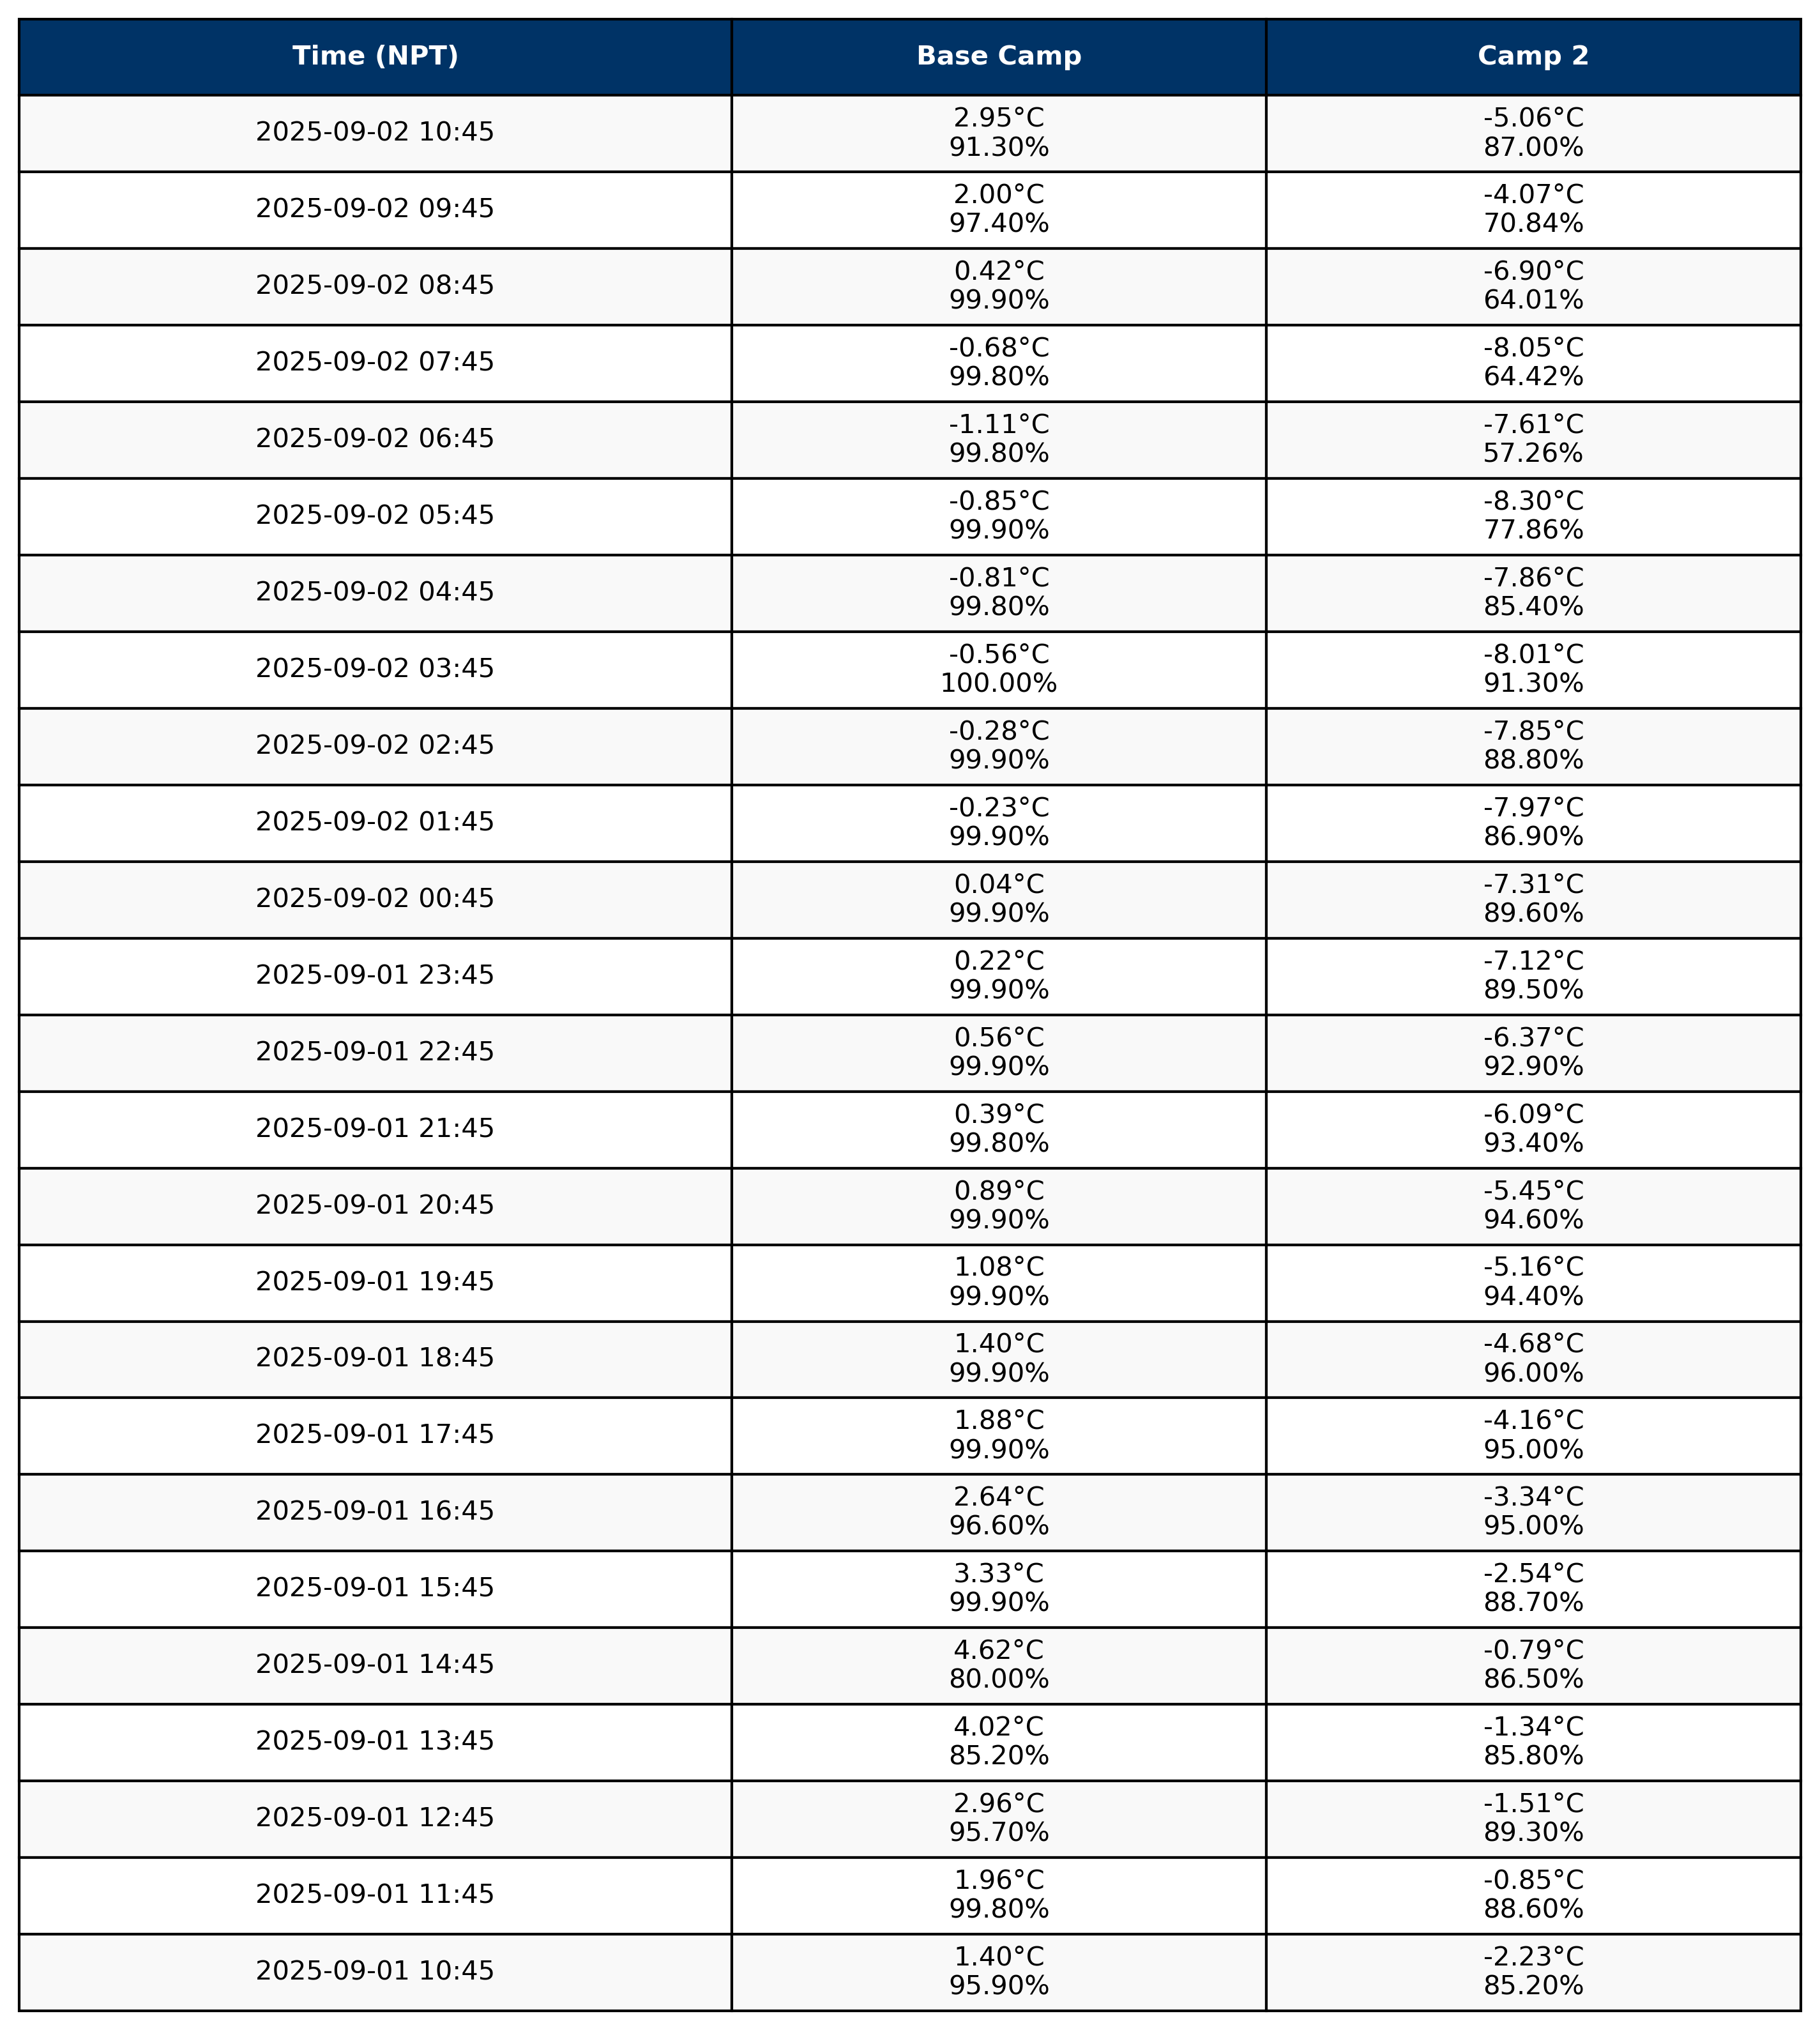 Time (NPT) Base Camp Camp 2
2025-09-02 10:45 2.95°C 91.30% -5.06°C 87.00%
2025-09-02 09:45 2.00°C 97.40% -4.07°C 70.84%
2025-09-02 08:45 0.42°C 99.90% -6.90°C 64.01%
2025-09-02 07:45 -0.68°C 99.80% -8.05°C 64.42%
2025-09-02 06:45 -1.11°C 99.80% -7.61°C 57.26%
2025-09-02 05:45 -0.85°C 99.90% -8.30°C 77.86%
2025-09-02 04:45 -0.81°C 99.80% -7.86°C 85.40%
2025-09-02 03:45 -0.56°C 100.00% -8.01°C 91.30%
2025-09-02 02:45 -0.28°C 99.90% -7.85°C 88.80%
2025-09-02 01:45 -0.23°C 99.90% -7.97°C 86.90%
2025-09-02 00:45 0.04°C 99.90% -7.31°C 89.60%
2025-09-01 23:45 0.22°C 99.90% -7.12°C 89.50%
2025-09-01 22:45 0.56°C 99.90% -6.37°C 92.90%
2025-09-01 21:45 0.39°C 99.80% -6.09°C 93.40%
2025-09-01 20:45 0.89°C 99.90% -5.45°C 94.60%
2025-09-01 19:45 1.08°C 99.90% -5.16°C 94.40%
2025-09-01 18:45 1.40°C 99.90% -4.68°C 96.00%
2025-09-01 17:45 1.88°C 99.90% -4.16°C 95.00%
2025-09-01 16:45 2.64°C 96.60% -3.34°C 95.00%
2025-09-01 15:45 3.33°C 99.90% -2.54°C 88.70%
2025-09-01 14:45 4.62°C 80.00% -0.79°C 86.50%
2025-09-01 13:45 4.02°C 85.20% -1.34°C 85.80%
2025-09-01 12:45 2.96°C 95.70% -1.51°C 89.30%
2025-09-01 11:45 1.96°C 99.80% -0.85°C 88.60%
2025-09-01 10:45 1.40°C 95.90% -2.23°C 85.20%